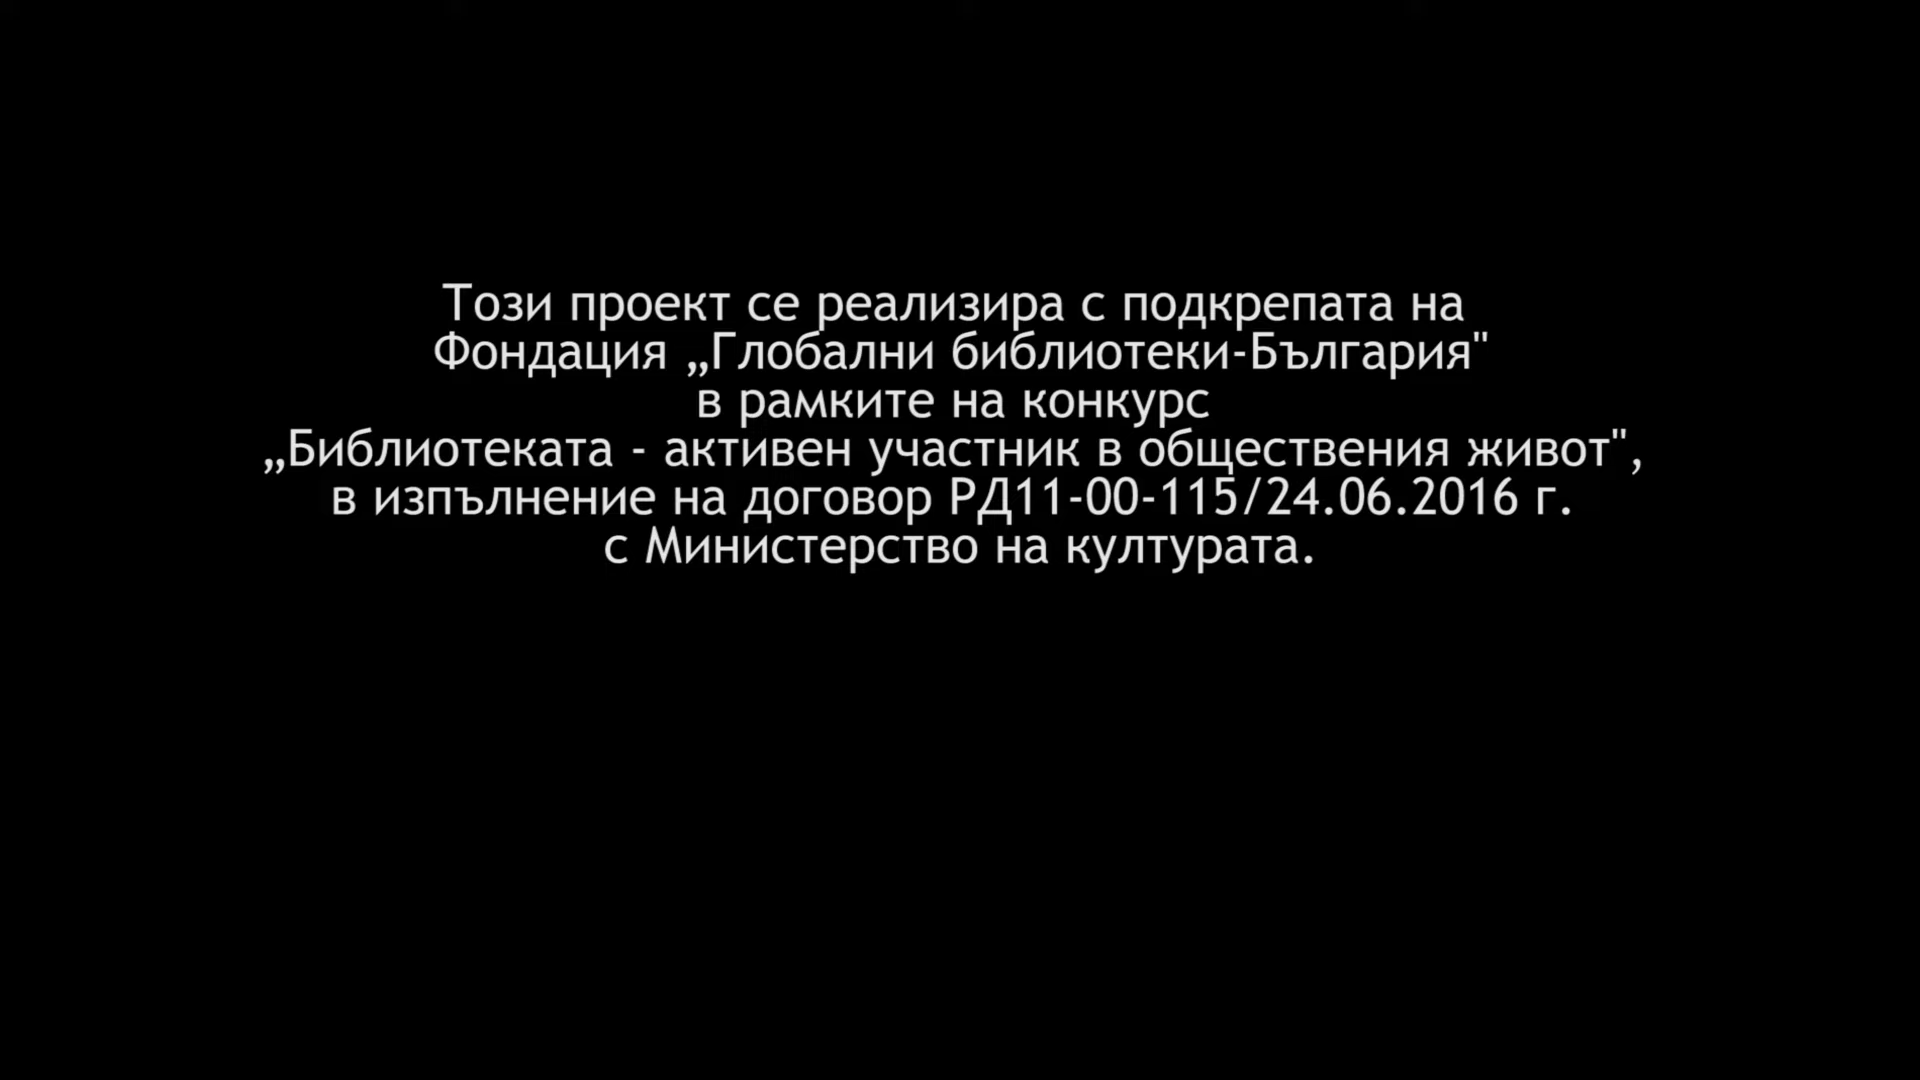 Този проект се реализира с подкрепата на
Фондация „Глобални библиотеки-България"
в рамките на конкурс
„Библиотеката - активен участник в обществения живот",
в изпълнение на договор РД11-00-115/24.06.2016 г.
с Министерство на културата.